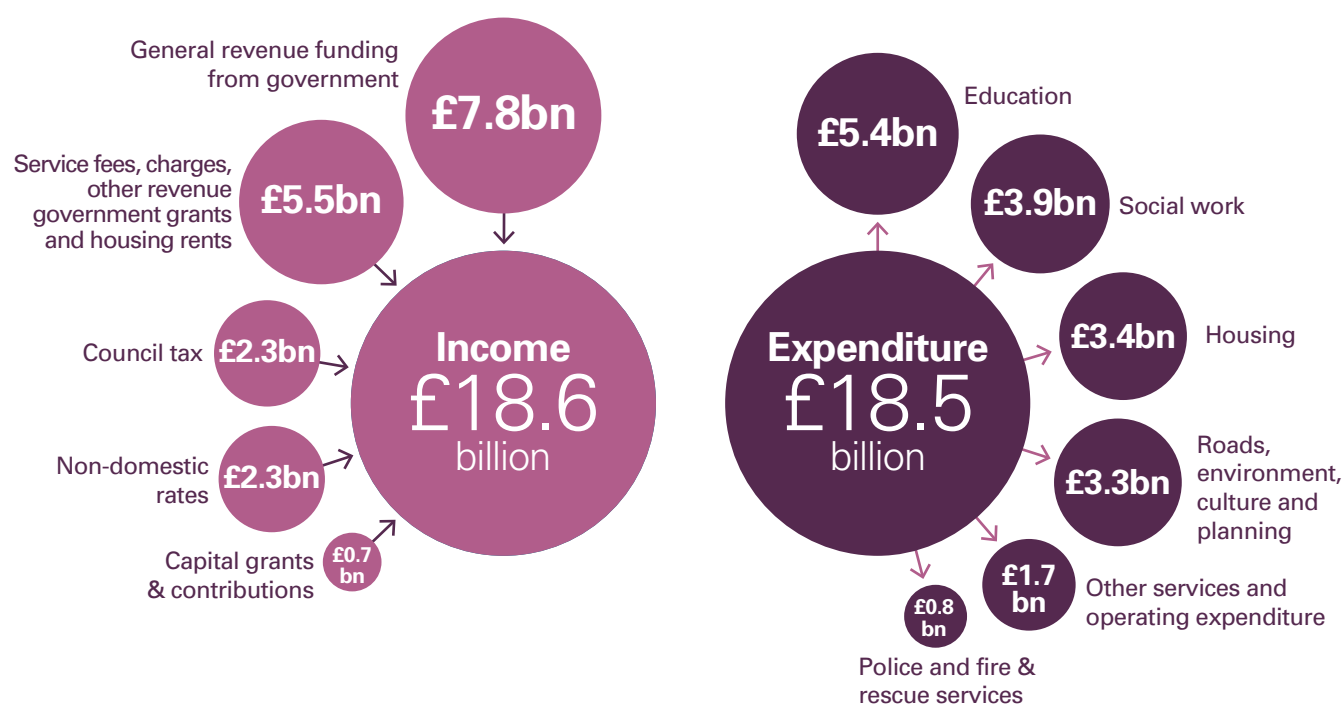 General revenue funding
from government
£7.8bn
Service fees, charges,
other revenue
government grants
and housing rents
£5.5bn
Council tax
£2.3bn
Non-domestic
rates
£2.3bn
Capital grants
& contributions
£0.7
bn
Income
£18.6
billion
Expenditure
£18.5
billion
£5.4bn
Education
£3.9bn
Social work
£3.4bn
Housing
£3.3bn
Roads,
environment,
culture and
planning
£1.7
bn
Other services and
operating expenditure
£0.8
bn
Police and fire &
rescue services